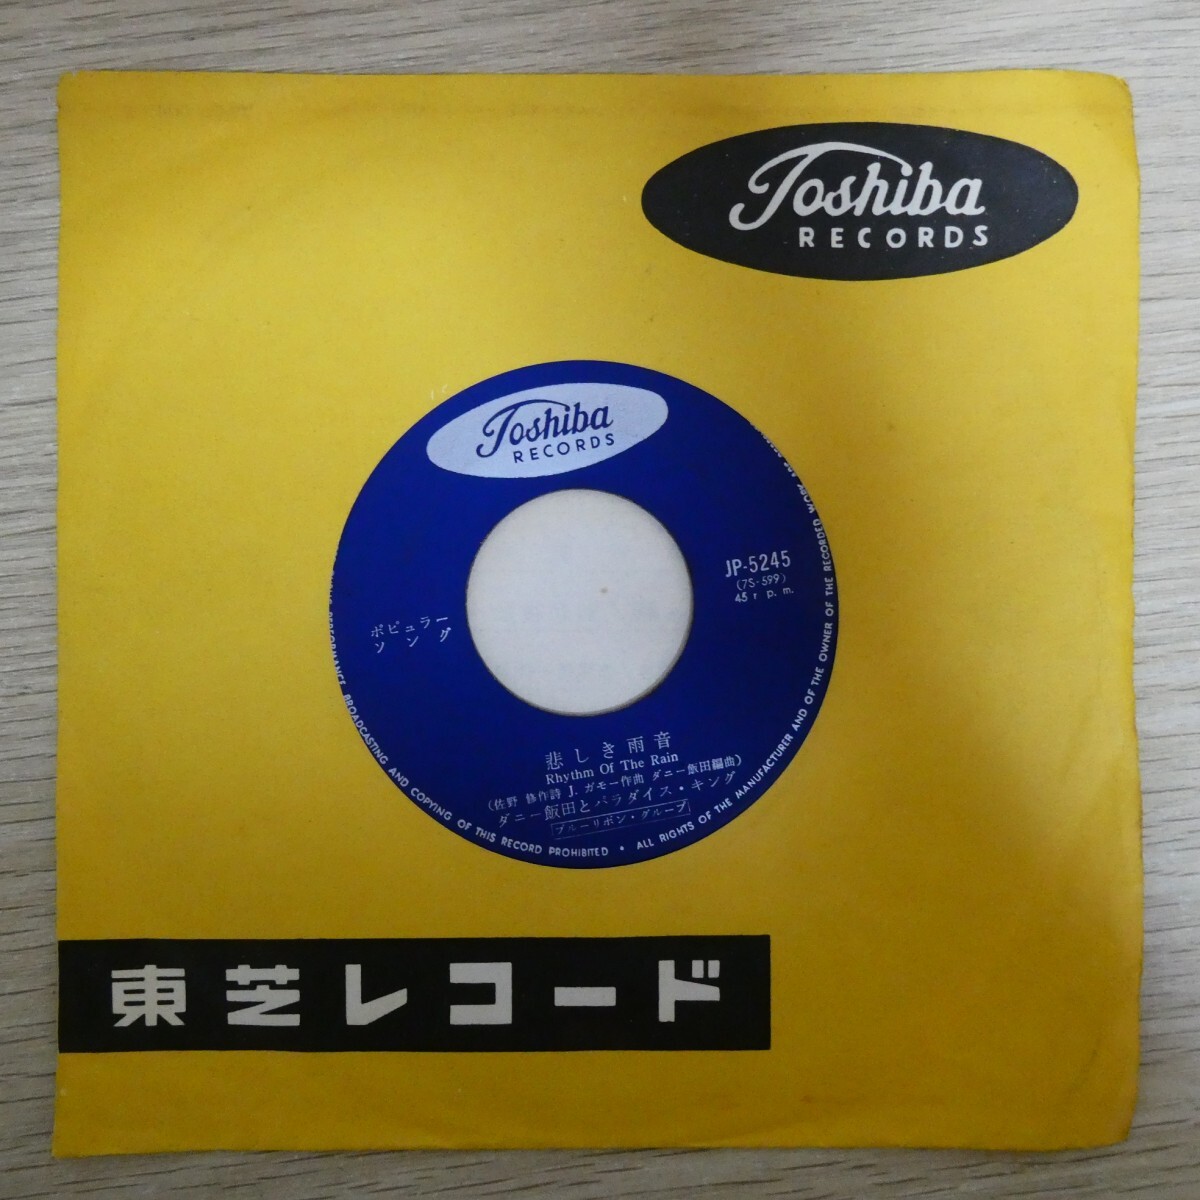 Toshiba
RECORDS
Toshiba
RECORDS
JP-5245
(7S-599)
45 r. p. m.
ポピュラー
ソング
悲しき雨音
Rhythm Of The Rain
(佐野 修作詩 J. ガモー作曲 ダニー飯田編曲)
ダニー飯田とパラダイス・キング
ブルーリボン・グループ
PERFORMANCE BROADCASTING AND COPYING OF THIS RECORD PROHIBITED • ALL RIGHTS OF THE MANUFACTURER AND OF THE OWNER OF THE RECORDED WORK
東芝レコード